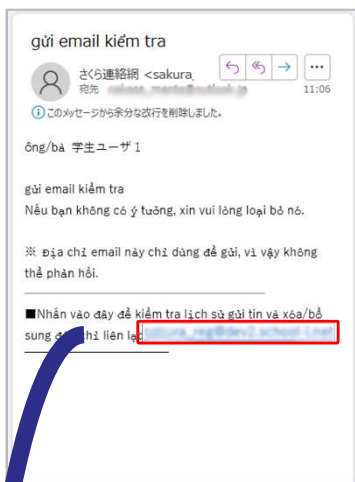 gửi email kiểm tra
さくら連絡網 <sakura_
宛先
11:06
このメッセージから余分な改行を削除しました。
ông/bà 学生ユーザ１
gửi email kiểm tra
Nếu bạn không có ý tưởng, xin vui lòng loại bỏ nó.
※ Địa chỉ email này chỉ dùng để gửi, vì vậy không
thể phản hồi.
■Nhấn vào đây để kiểm tra lịch sử gửi tin và xóa/bổ
sung chỉ liên lạc